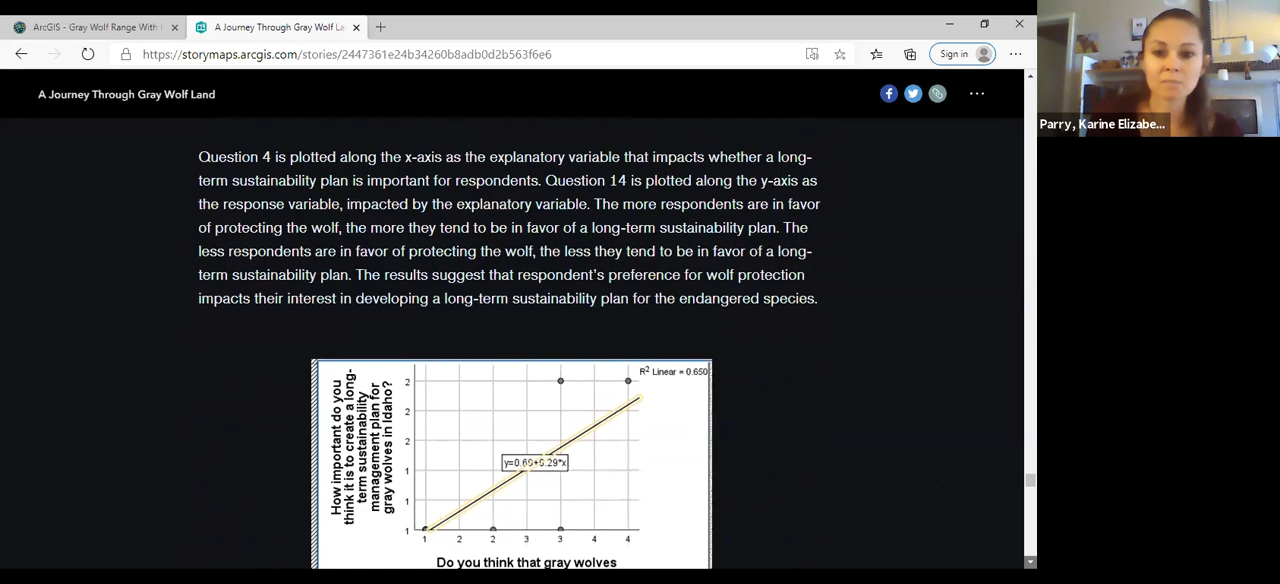 ArcGIS - Gray Wolf Range With
A Journey Through Gray Wolf La
https://storymaps.arcgis.com/stories/2447361e24b34260b8adb0d2b563f6e6
Sign in
A Journey Through Gray Wolf Land
Parry, Karine Elizabe...
Question 4 is plotted along the x-axis as the explanatory variable that impacts whether a long-
term sustainability plan is important for respondents. Question 14 is plotted along the y-axis as
the response variable, impacted by the explanatory variable. The more respondents are in favor
of protecting the wolf, the more they tend to be in favor of a long-term sustainability plan. The
less respondents are in favor of protecting the wolf, the less they tend to be in favor of a long-
term sustainability plan. The results suggest that respondent's preference for wolf protection
impacts their interest in developing a long-term sustainability plan for the endangered species.
How important do you
think it is to create a long-
term sustainability
management plan for
gray wolves in Idaho?
2
2
2
1
1
1
R2 Linear = 0.650
y=0.69+0.29*x
1 2 2 3 3 4 4
Do you think that gray wolves